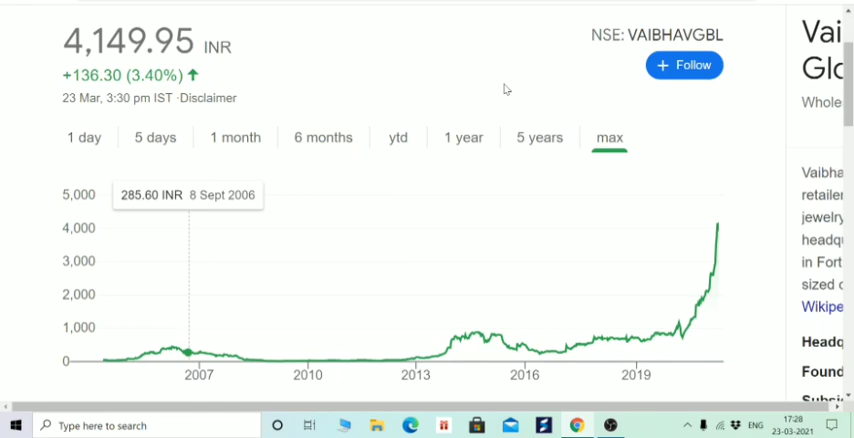 4,149.95 INR
NSE: VAIBHAVGBL
+136.30 (3.40%) ↑
+ Follow
23 Mar, 3:30 pm IST ·Disclaimer
1 day 5 days 1 month 6 months ytd 1 year 5 years max
285.60 INR 8 Sept 2006
5,000
4,000
3,000
2,000
1,000
0
2007 2010 2013 2016 2019
Vai
Glo
Whole
Vaibha
retailer
jewelry
headqu
in Fort
sized c
Wikipe
Headq
Found
Type here to search
ENG
17:28
23-03-2021